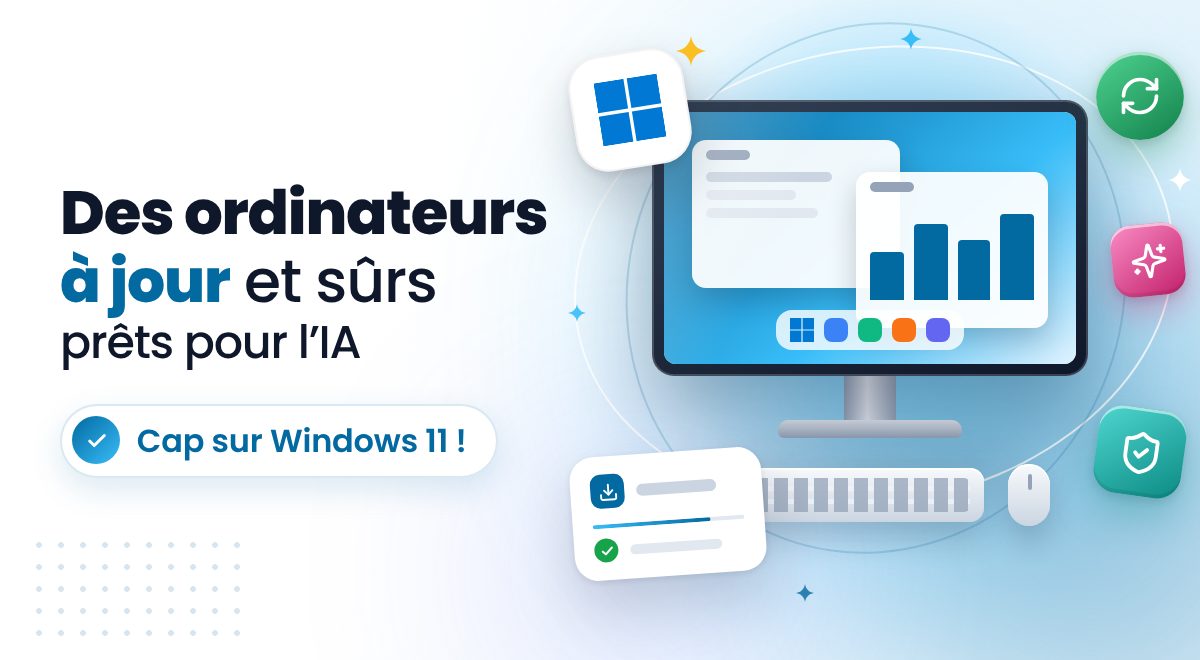 Des ordinateurs
à jour et sûrs
prêts pour l’IA
Cap sur Windows 11 !